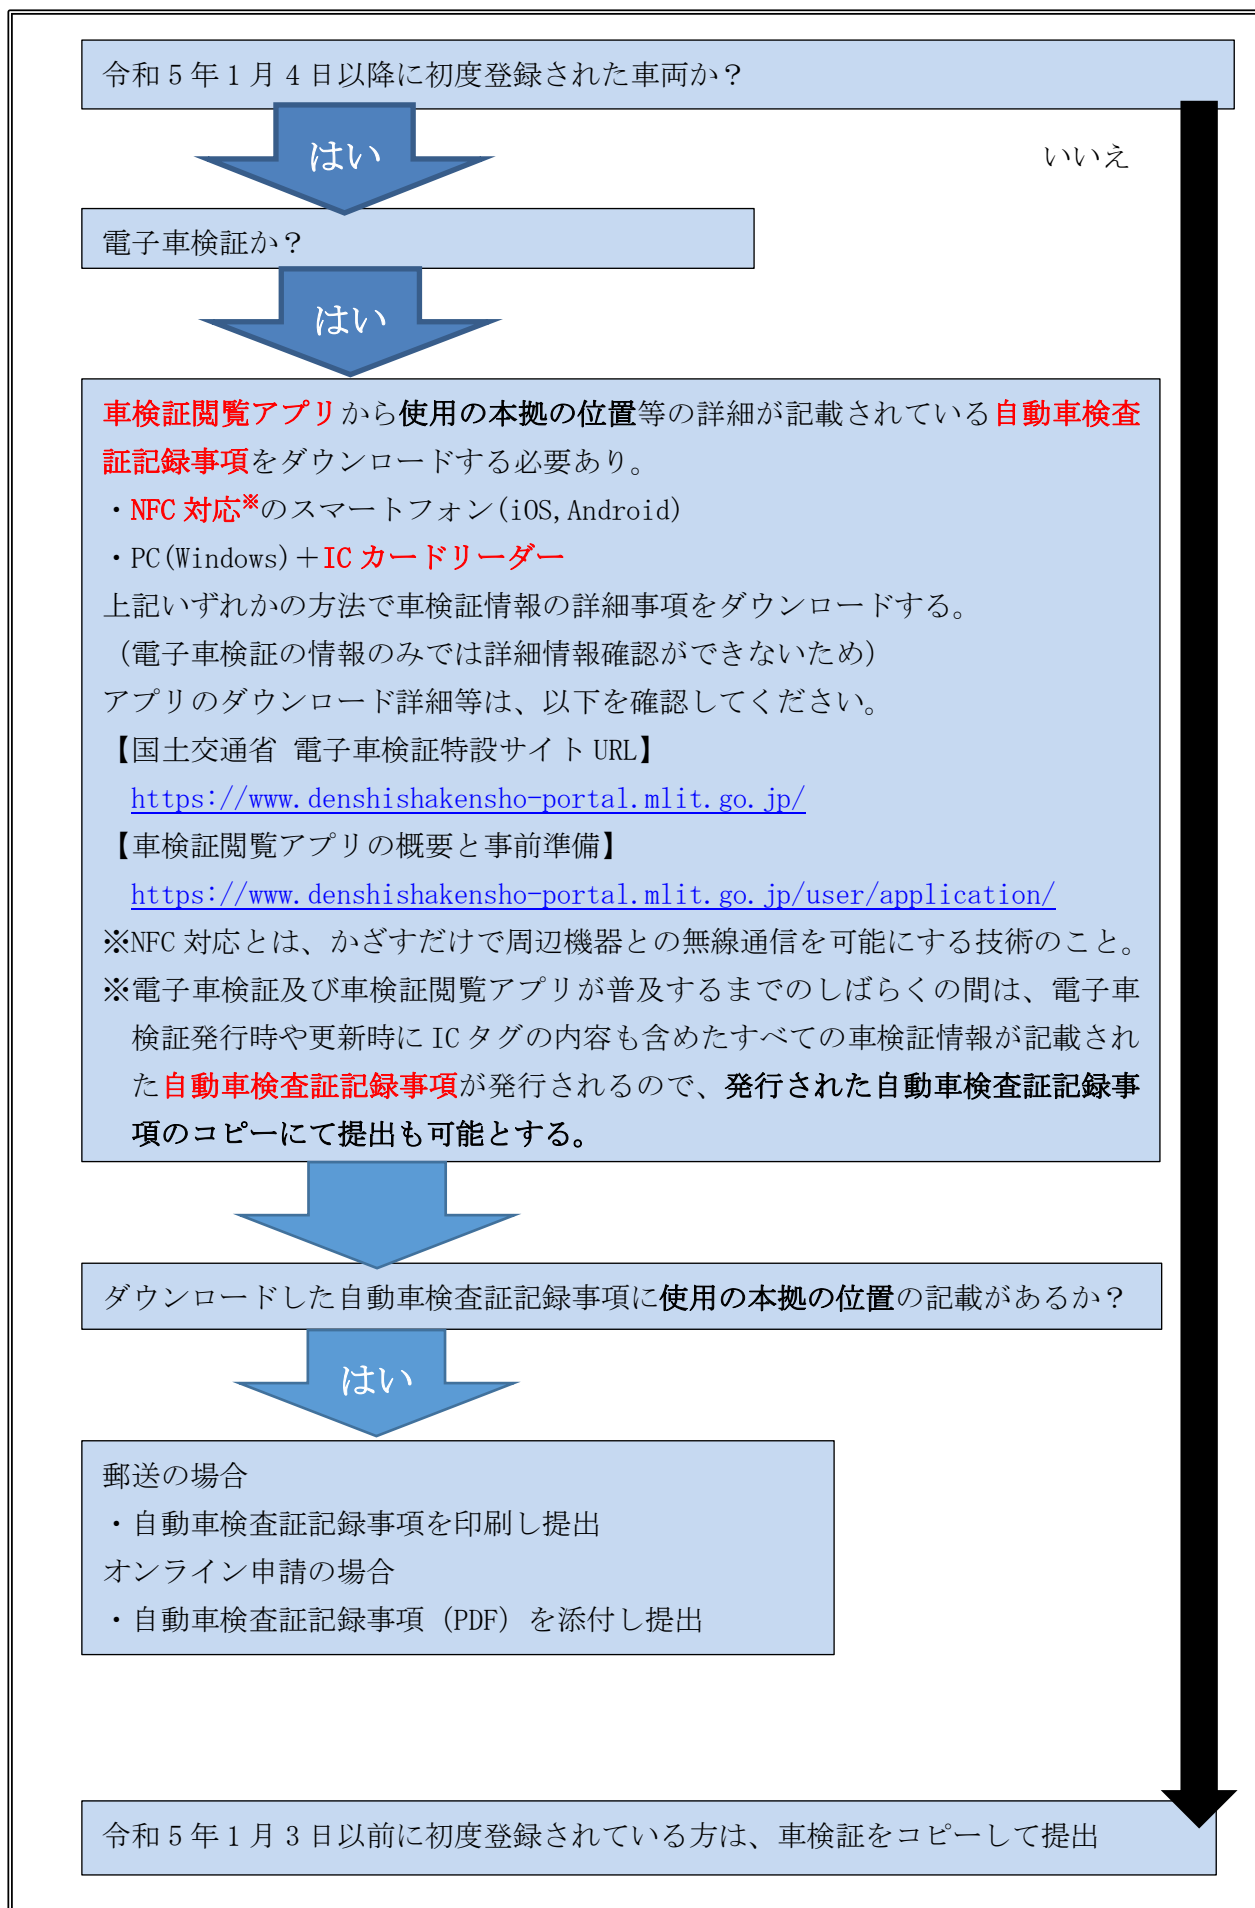 令和５年１月４日以降に初度登録された車両か？
はい
いいえ
電子車検証か？
はい
車検証閲覧アプリから使用の本拠の位置等の詳細が記載されている自動車検査
証記録事項をダウンロードする必要あり。
・NFC 対応※のスマートフォン(iOS,Android)
・PC(Windows)＋IC カードリーダー
上記いずれかの方法で車検証情報の詳細事項をダウンロードする。
（電子車検証の情報のみでは詳細情報確認ができないため）
アプリのダウンロード詳細等は、以下を確認してください。
【国土交通省 電子車検証特設サイト URL】
https://www.denshishakensho-portal.mlit.go.jp/
【車検証閲覧アプリの概要と事前準備】
https://www.denshishakensho-portal.mlit.go.jp/user/application/
※NFC 対応とは、かざすだけで周辺機器との無線通信を可能にする技術のこと。
※電子車検証及び車検証閲覧アプリが普及するまでのしばらくの間は、電子車
検証発行時や更新時に IC タグの内容も含めたすべての車検証情報が記載され
た自動車検査証記録事項が発行されるので、発行された自動車検査証記録事
項のコピーにて提出も可能とする。
ダウンロードした自動車検査証記録事項に使用の本拠の位置の記載があるか？
はい
郵送の場合
・自動車検査証記録事項を印刷し提出
オンライン申請の場合
・自動車検査証記録事項（PDF）を添付し提出
令和５年１月３日以前に初度登録されている方は、車検証をコピーして提出